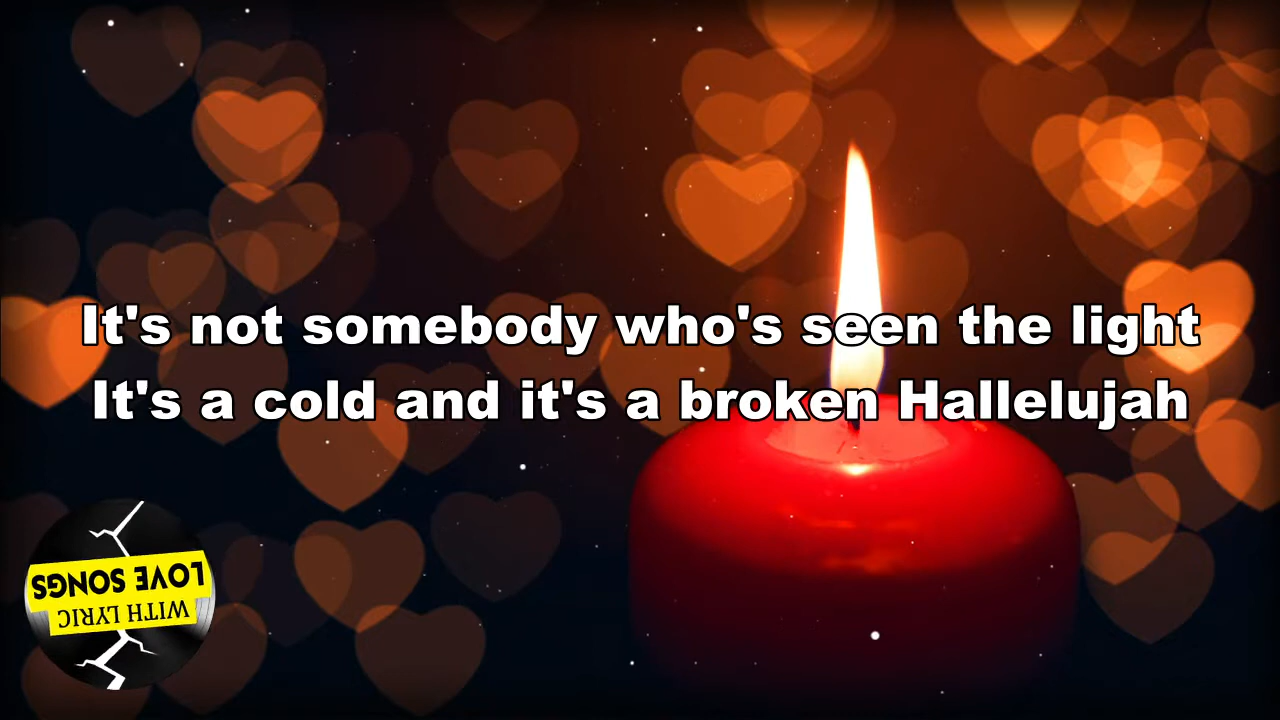 It's not somebody who's seen the light
It's a cold and it's a broken Hallelujah
LOVE SONGS
WITH LYRIC